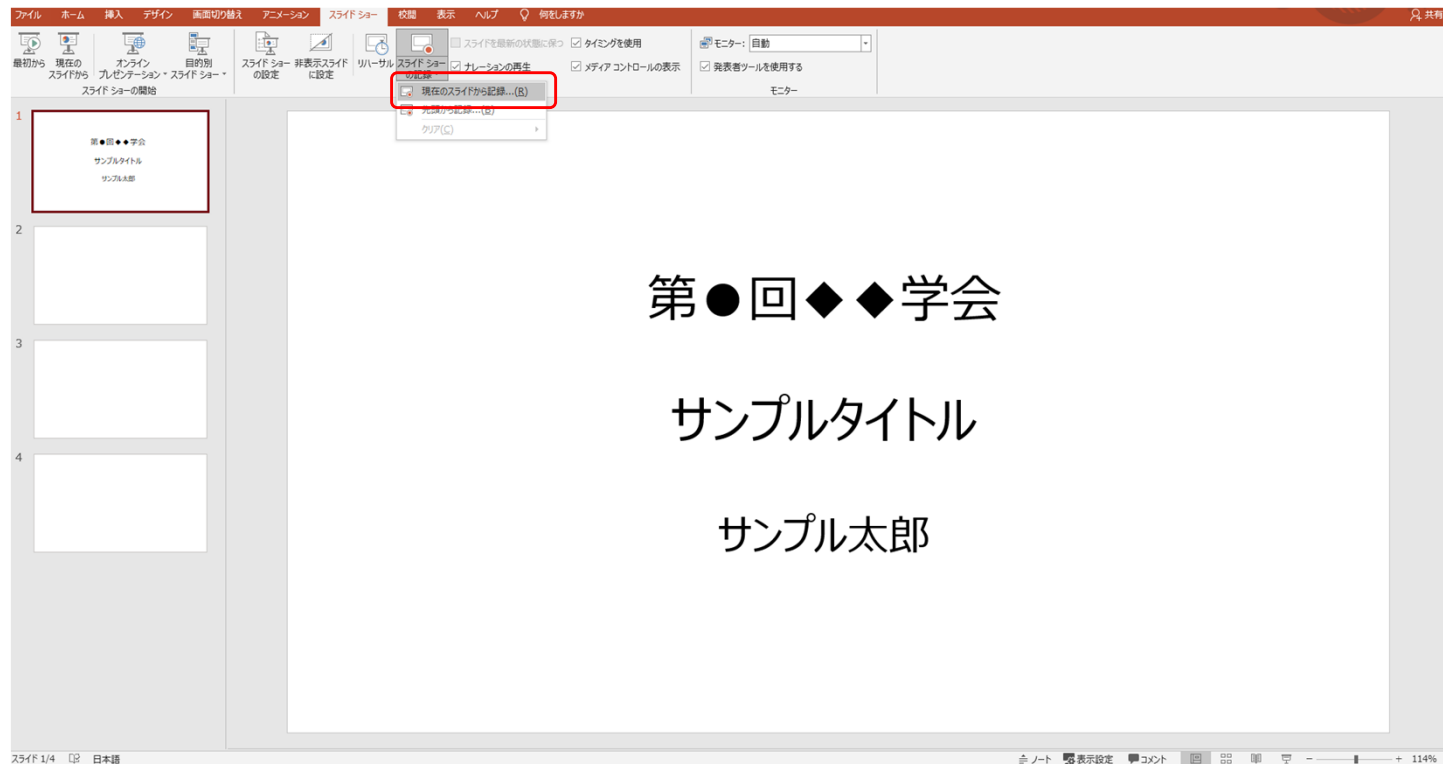 ファイル ホーム 挿入 デザイン 画面切り替え アニメーション スライド ショー 校閲 表示 ヘルプ 何をしますか 共有
最初から 現在の スライドから オンライン プレゼンテーション 目的別 スライド ショー スライド ショー の設定 非表示スライド に設定 リハーサル スライド ショー の記録
スライドを最新の状態に保つ タイミングを使用
ナレーションの再生 メディア コントロールの表示
モニター: 自動
発表者ツールを使用する
スライド ショーの開始 モニター
現在のスライドから記録...(R)
先頭から記録...(B)
クリア(C)
1
第●回◆◆学会
サンプルタイトル
サンプル太郎
2
3
4
第●回◆◆学会
サンプルタイトル
サンプル太郎
スライド 1/4 日本語 ノート 表示設定 コメント - + 114%